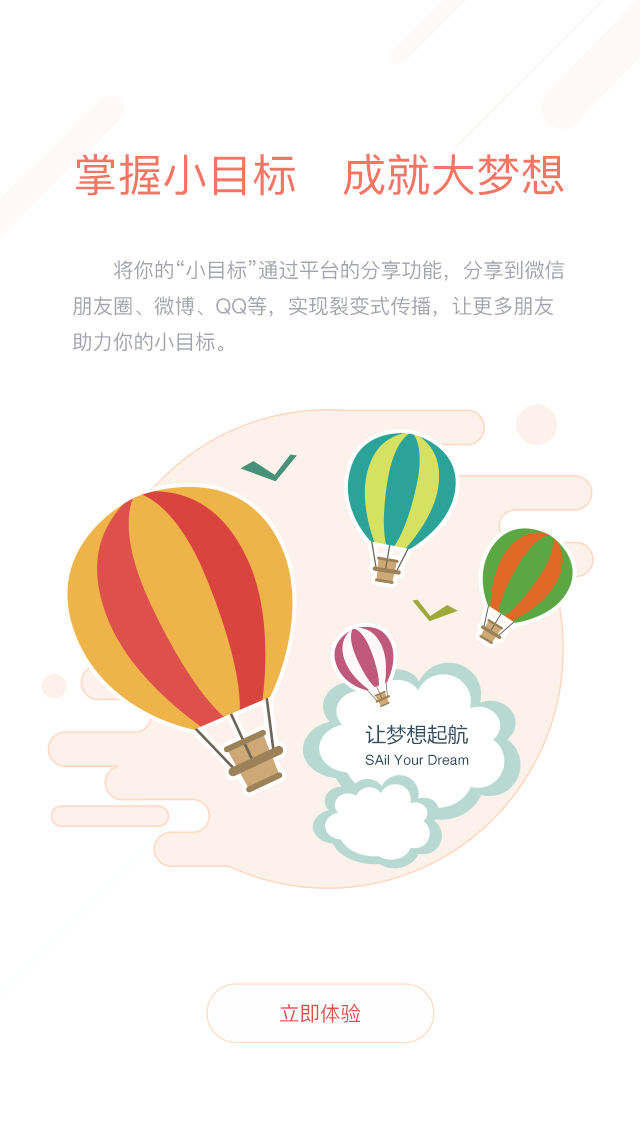 掌握小目标 成就大梦想
将你的“小目标”通过平台的分享功能，分享到微信
朋友圈、微博、QQ等，实现裂变式传播，让更多朋友
助力你的小目标。
让梦想起航
SAil Your Dream
立即体验